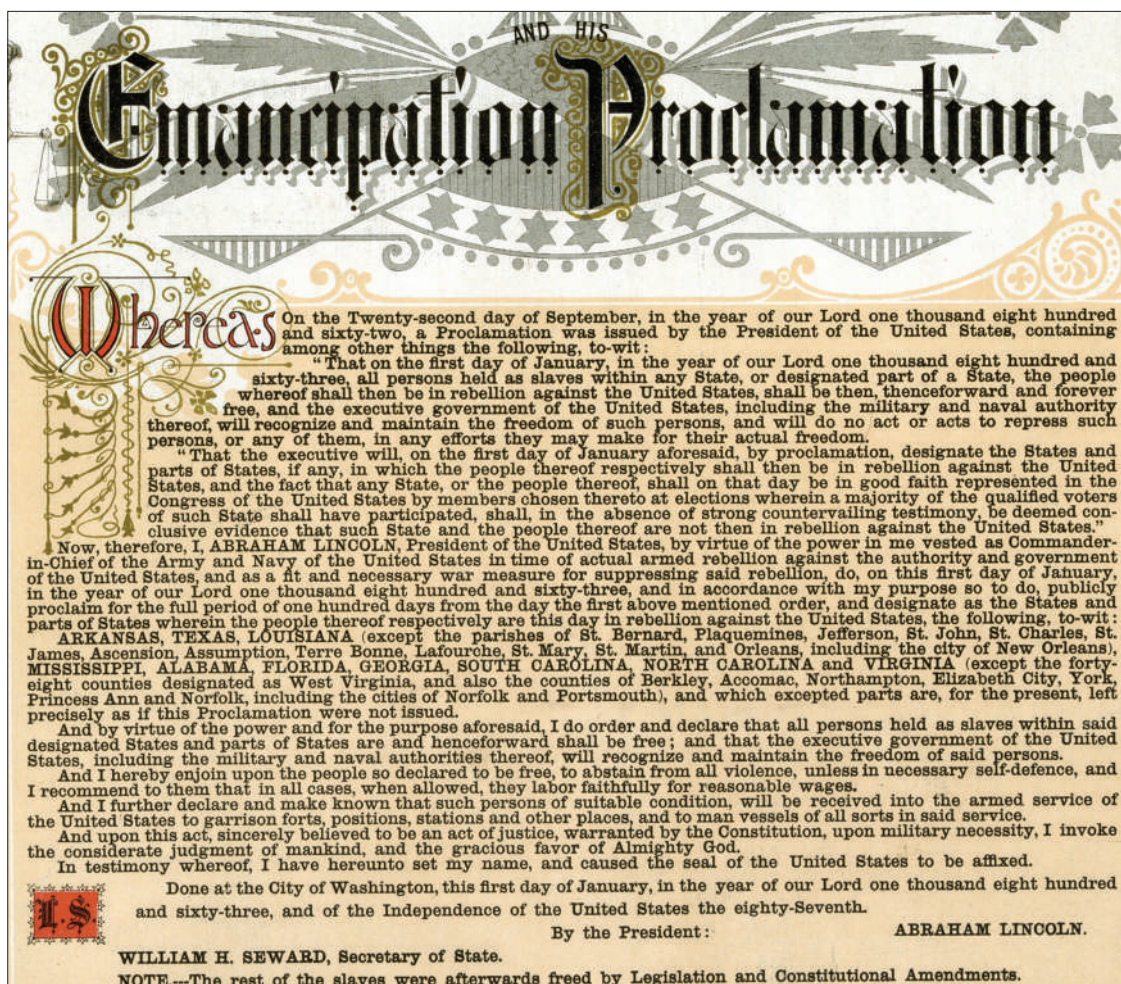 AND HIS
Emancipation Proclamation
Whereas On the Twenty-second day of September, in the year of our Lord one thousand eight hundred
and sixty-two, a Proclamation was issued by the President of the United States, containing
among other things the following, to-wit:
"That on the first day of January, in the year of our Lord one thousand eight hundred and
sixty-three, all persons held as slaves within any State, or designated part of a State, the people
whereof shall then be in rebellion against the United States, shall be then, thenceforward and forever
free, and the executive government of the United States, including the military and naval authority
thereof, will recognize and maintain the freedom of such persons, and will do no act or acts to repress such
persons, or any of them, in any efforts they may make for their actual freedom.
"That the executive will, on the first day of January aforesaid, by proclamation, designate the States and
parts of States, if any, in which the people thereof respectively shall then be in rebellion against the United
States, and the fact that any State, or the people thereof, shall on that day be in good faith represented in the
Congress of the United States by members chosen thereto at elections wherein a majority of the qualified voters
of such State shall have participated, shall, in the absence of strong countervailing testimony, be deemed con-
clusive evidence that such State and the people thereof are not then in rebellion against the United States."
Now, therefore, I, ABRAHAM LINCOLN, President of the United States, by virtue of the power in me vested as Commander-
in-Chief of the Army and Navy of the United States in time of actual armed rebellion against the authority and government
of the United States, and as a fit and necessary war measure for suppressing said rebellion, do, on this first day of January,
in the year of our Lord one thousand eight hundred and sixty-three, and in accordance with my purpose so to do, publicly
proclaim for the full period of one hundred days from the day the first above mentioned order, and designate as the States and
parts of States wherein the people thereof respectively are this day in rebellion against the United States, the following, to-wit:
ARKANSAS, TEXAS, LOUISIANA (except the parishes of St. Bernard, Plaquemines, Jefferson, St. John, St. Charles, St.
James, Ascension, Assumption, Terre Bonne, Lafourche, St. Mary, St. Martin, and Orleans, including the city of New Orleans),
MISSISSIPPI, ALABAMA, FLORIDA, GEORGIA, SOUTH CAROLINA, NORTH CAROLINA and VIRGINIA (except the forty-
eight counties designated as West Virginia, and also the counties of Berkley, Accomac, Northampton, Elizabeth City, York,
Princess Ann and Norfolk, including the cities of Norfolk and Portsmouth), and which excepted parts are, for the present, left
precisely as if this Proclamation were not issued.
And by virtue of the power and for the purpose aforesaid, I do order and declare that all persons held as slaves within said
designated States and parts of States are and henceforward shall be free; and that the executive government of the United
States, including the military and naval authorities thereof, will recognize and maintain the freedom of said persons.
And I hereby enjoin upon the people so declared to be free, to abstain from all violence, unless in necessary self-defence, and
I recommend to them that in all cases, when allowed, they labor faithfully for reasonable wages.
And I further declare and make known that such persons of suitable condition, will be received into the armed service of
the United States to garrison forts, positions, stations and other places, and to man vessels of all sorts in said service.
And upon this act, sincerely believed to be an act of justice, warranted by the Constitution, upon military necessity, I invoke
the considerate judgment of mankind, and the gracious favor of Almighty God.
In testimony whereof, I have hereunto set my name, and caused the seal of the United States to be affixed.
L.S. Done at the City of Washington, this first day of January, in the year of our Lord one thousand eight hundred
and sixty-three, and of the Independence of the United States the eighty-Seventh.
By the President: ABRAHAM LINCOLN.
WILLIAM H. SEWARD, Secretary of State.
NOTE.---The rest of the slaves were afterwards freed by Legislation and Constitutional Amendments.